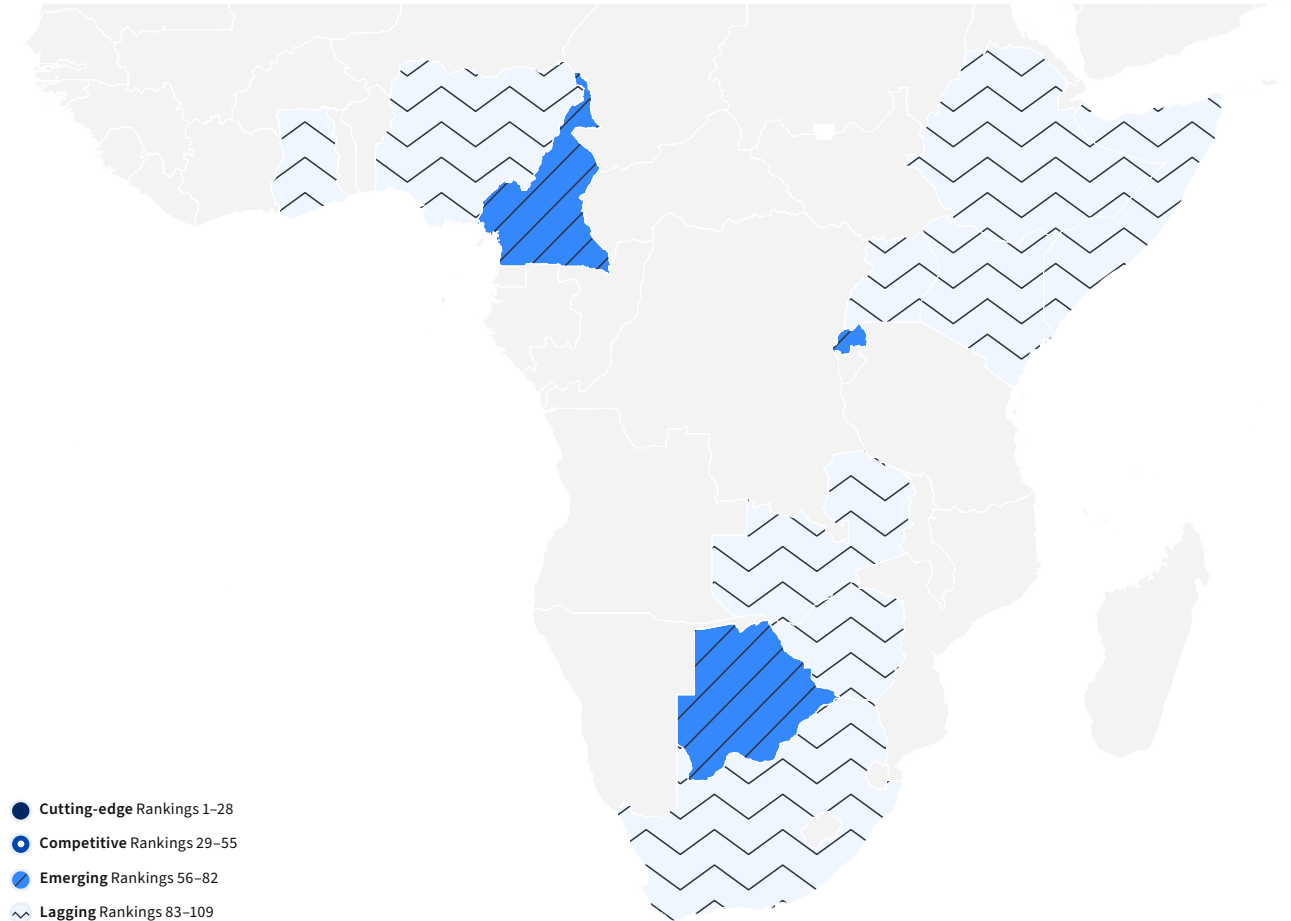 Cutting-edge Rankings 1–28
Competitive Rankings 29–55
Emerging Rankings 56–82
Lagging Rankings 83–109